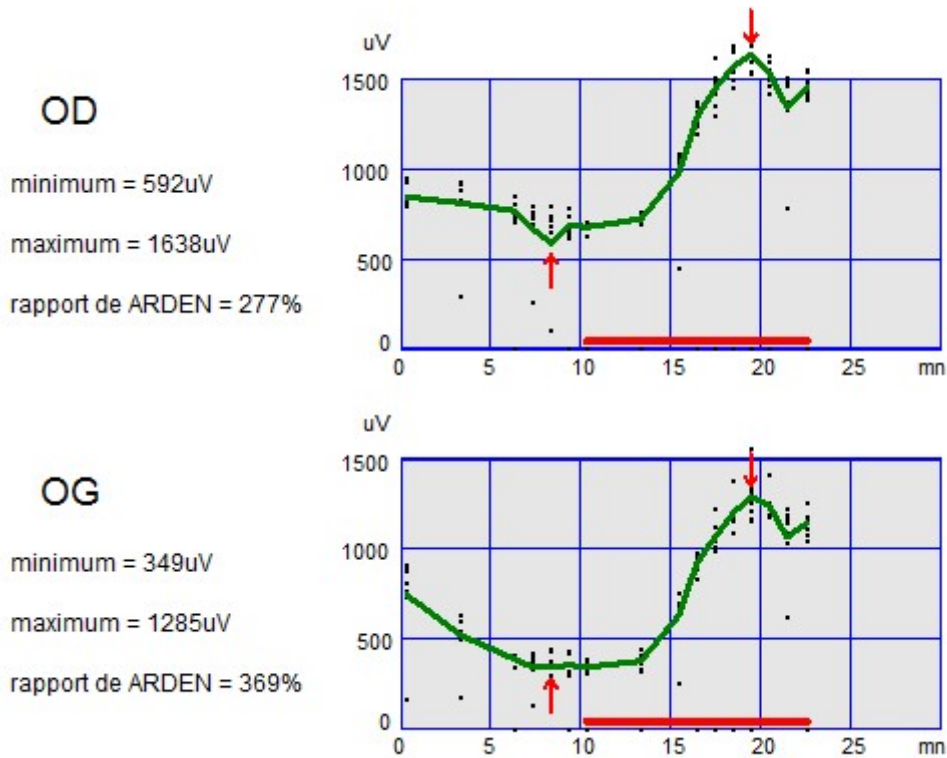 uV
OD
minimum = 592uV
maximum = 1638uV
rapport de ARDEN = 277%
1500
1000
500
0
0 5 10 15 20 25 mn
uV
OG
minimum = 349uV
maximum = 1285uV
rapport de ARDEN = 369%
1500
1000
500
0
0 5 10 15 20 25 mn